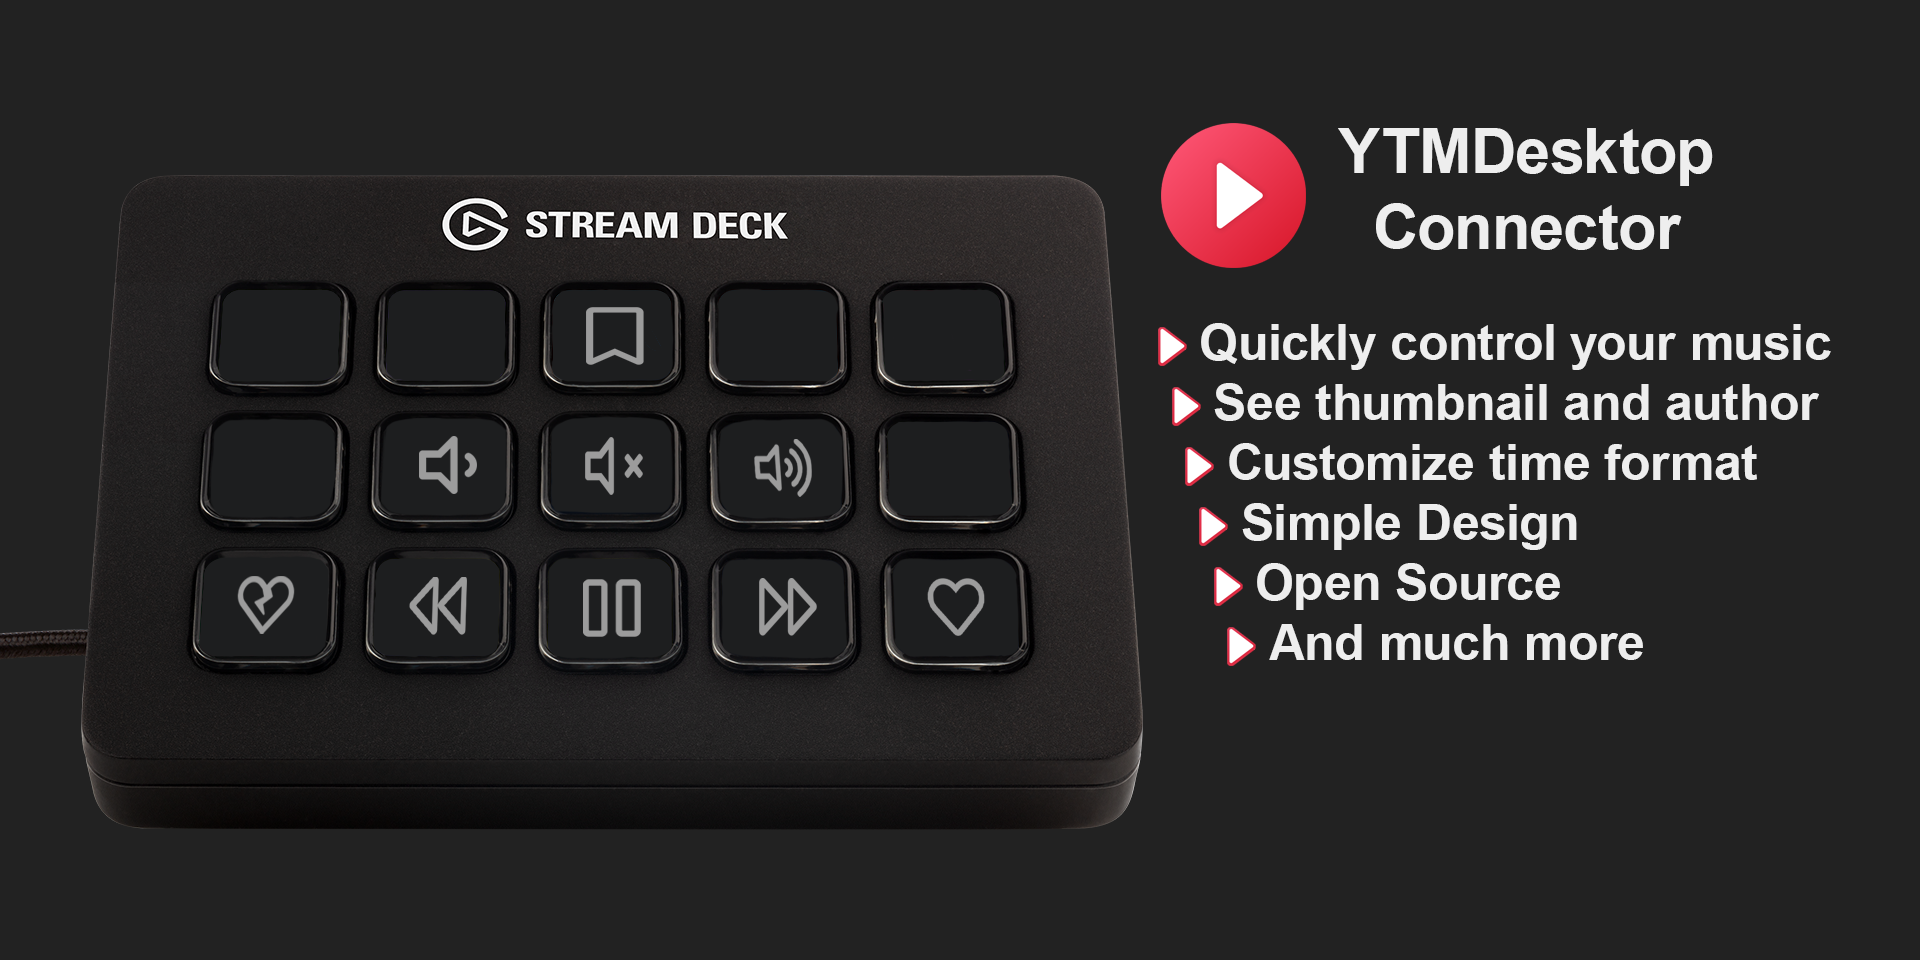 STREAM DECK
YTMDesktop
Connector
Quickly control your music
See thumbnail and author
Customize time format
Simple Design
Open Source
And much more